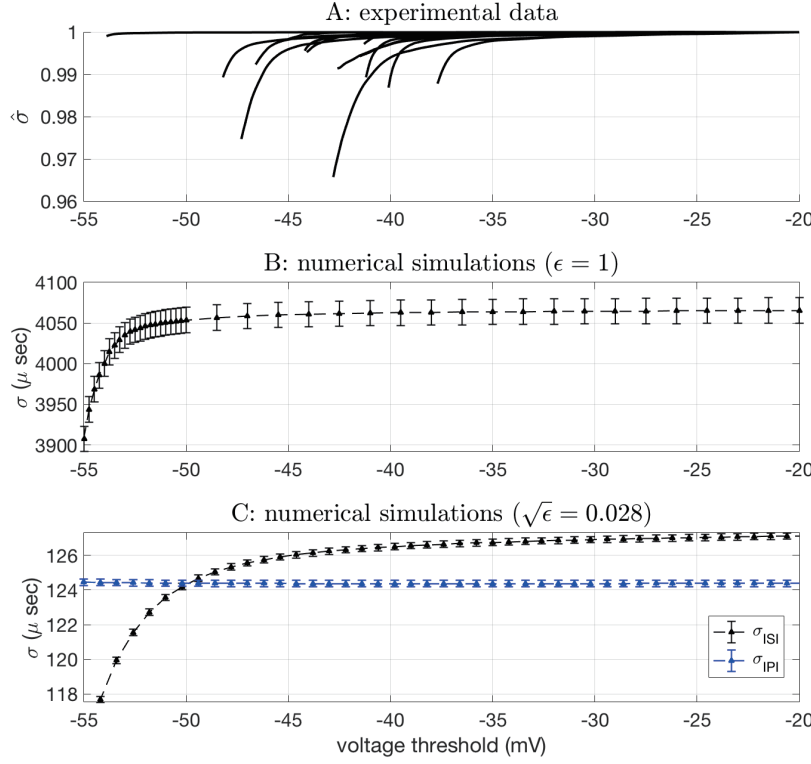 A: experimental data
1
0.99
0.98
0.97
0.96
σ̂
-55 -50 -45 -40 -35 -30 -25 -20
B: numerical simulations (ϵ = 1)
4100
4050
4000
3950
3900
σ (μ sec)
-55 -50 -45 -40 -35 -30 -25 -20
C: numerical simulations (√ϵ = 0.028)
126
124
122
120
118
σ (μ sec)
σ_ISI
σ_IPI
-55 -50 -45 -40 -35 -30 -25 -20
voltage threshold (mV)